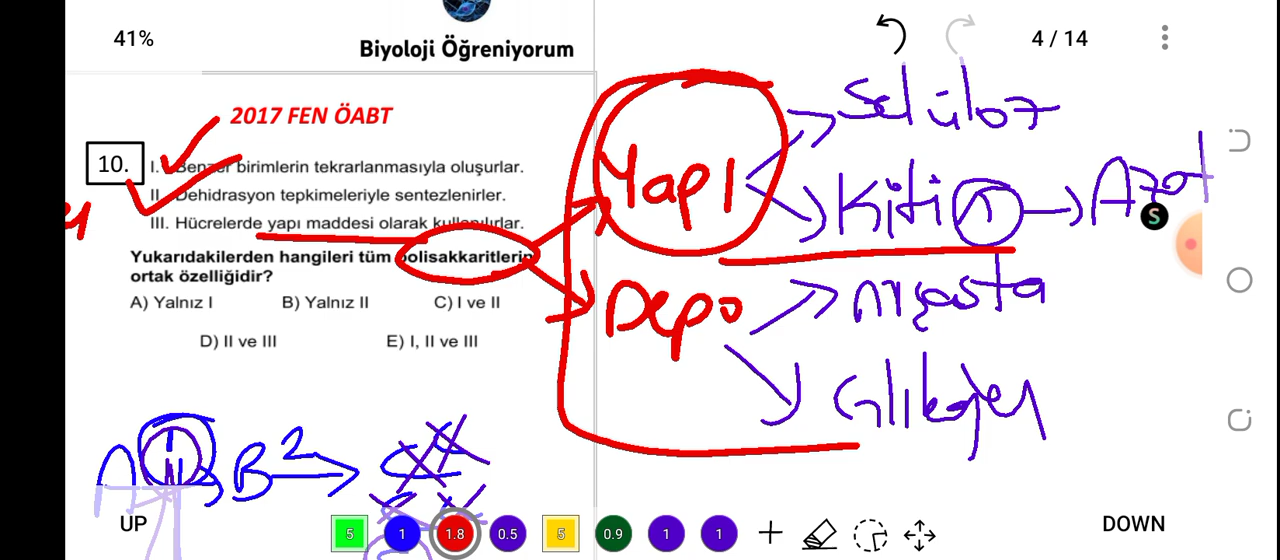 41%
Biyoloji Öğreniyorum
4 / 14
2017 FEN ÖABT
10.
I. Benzer birimlerin tekrarlanmasıyla oluşurlar.
II. Dehidrasyon tepkimeleriyle sentezlenirler.
III. Hücrelerde yapı maddesi olarak kullanılırlar.
Yukarıdakilerden hangileri tüm polisakkaritlerin
ortak özelliğidir?
A) Yalnız I B) Yalnız II C) I ve II
D) II ve III E) I, II ve III
Yapı
Selüloz
Kitin
Azot
Depo
nişasta
Glikojen
B2
S
UP
5 1 1.8 0.5 5 0.9 1 1
DOWN